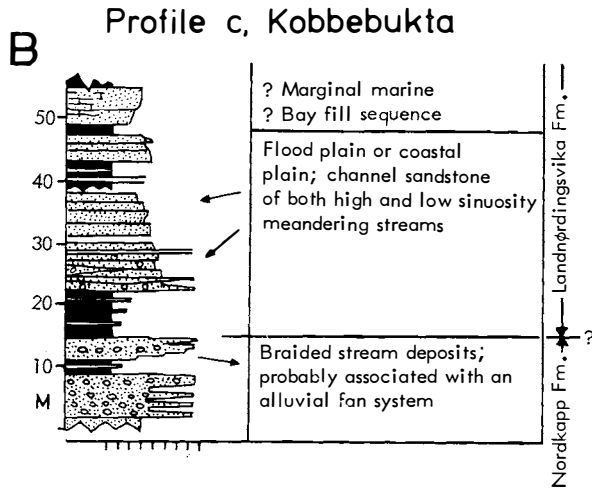 Profile c, Kobbebukta
B
50
40
30
20
10
M
? Marginal marine
? Bay fill sequence
Flood plain or coastal
plain; channel sandstone
of both high and low sinuosity
meandering streams
Braided stream deposits;
probably associated with an
alluvial fan system
Landnørdingsvika Fm.
?
Nordkapp Fm.